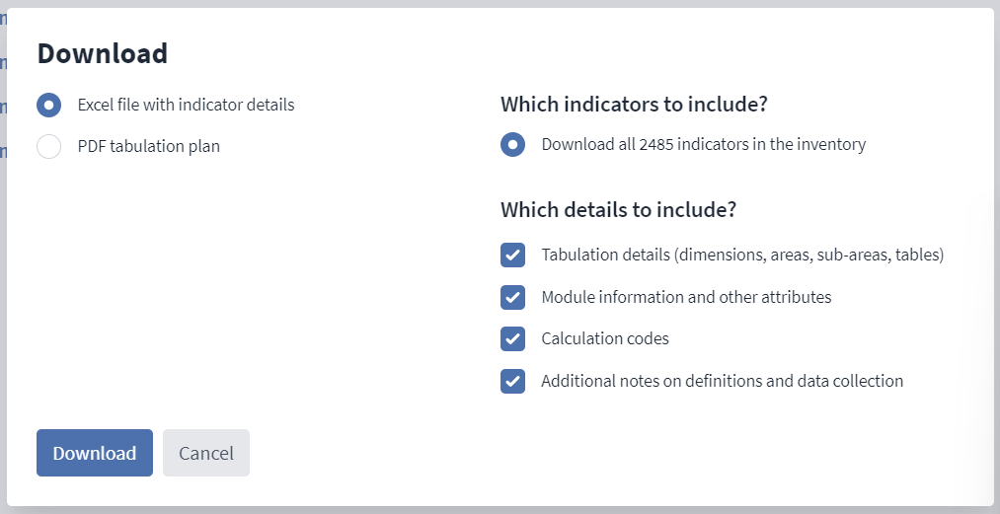 Download
Excel file with indicator details
PDF tabulation plan
Which indicators to include?
Download all 2485 indicators in the inventory
Which details to include?
Tabulation details (dimensions, areas, sub-areas, tables)
Module information and other attributes
Calculation codes
Additional notes on definitions and data collection
Download
Cancel